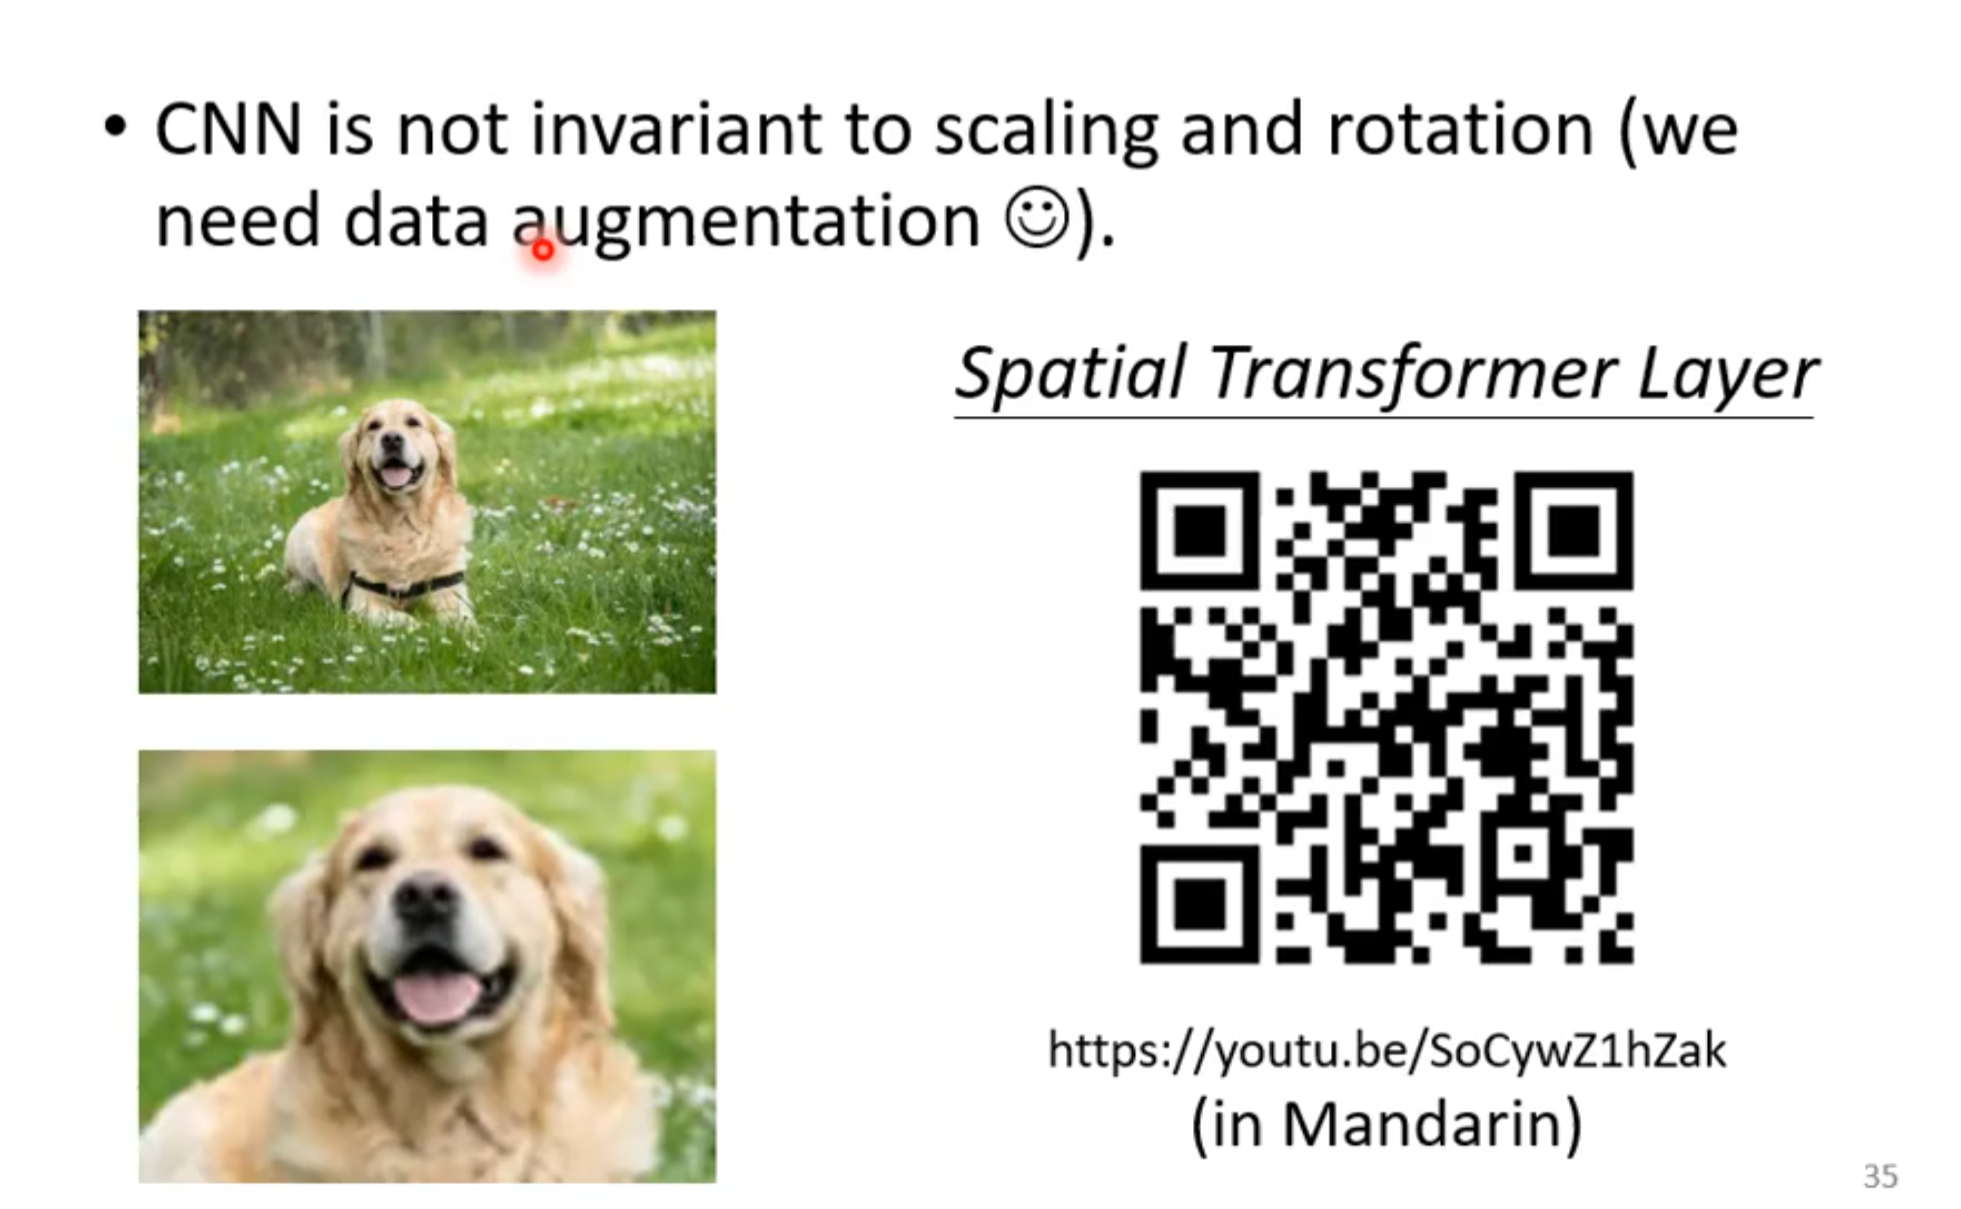 • CNN is not invariant to scaling and rotation (we
need data augmentation ☺).
Spatial Transformer Layer
https://youtu.be/SoCywZ1hZak
(in Mandarin)
35